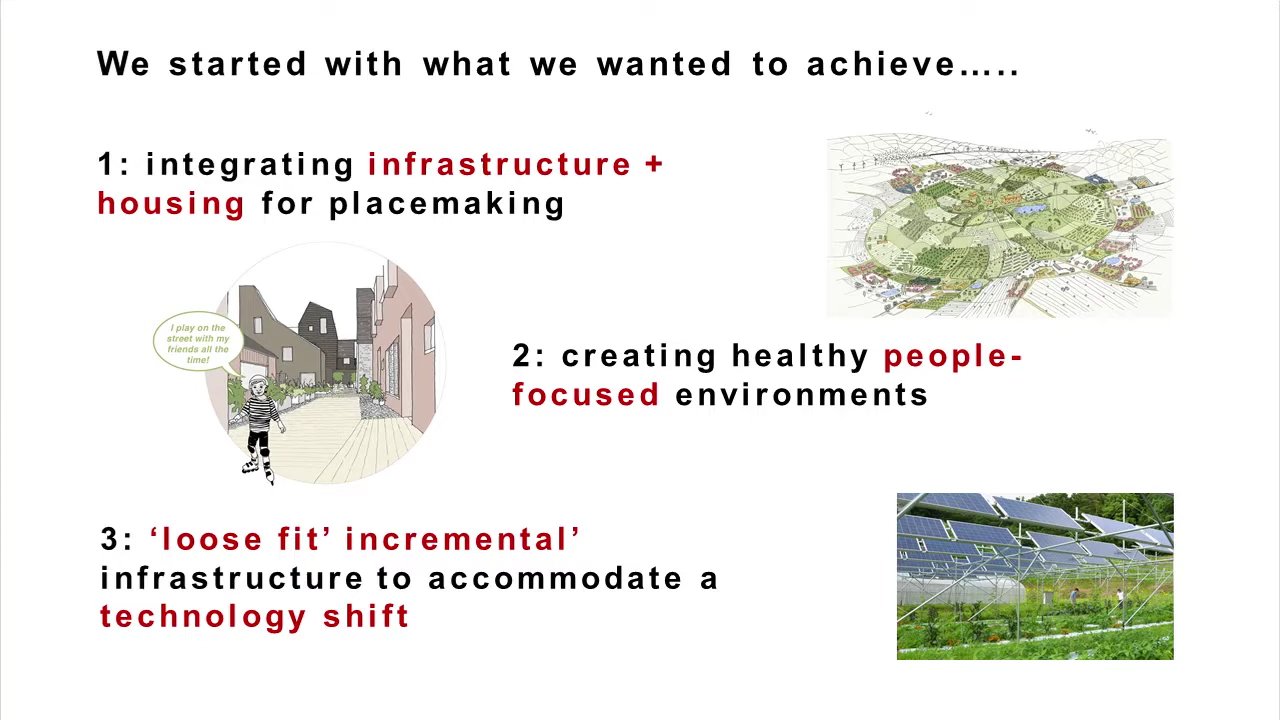 We started with what we wanted to achieve…..
1: integrating infrastructure +
housing for placemaking
I play on the
street with my
friends all the
time!
2: creating healthy people-
focused environments
3: ‘loose fit’ incremental’
infrastructure to accommodate a
technology shift